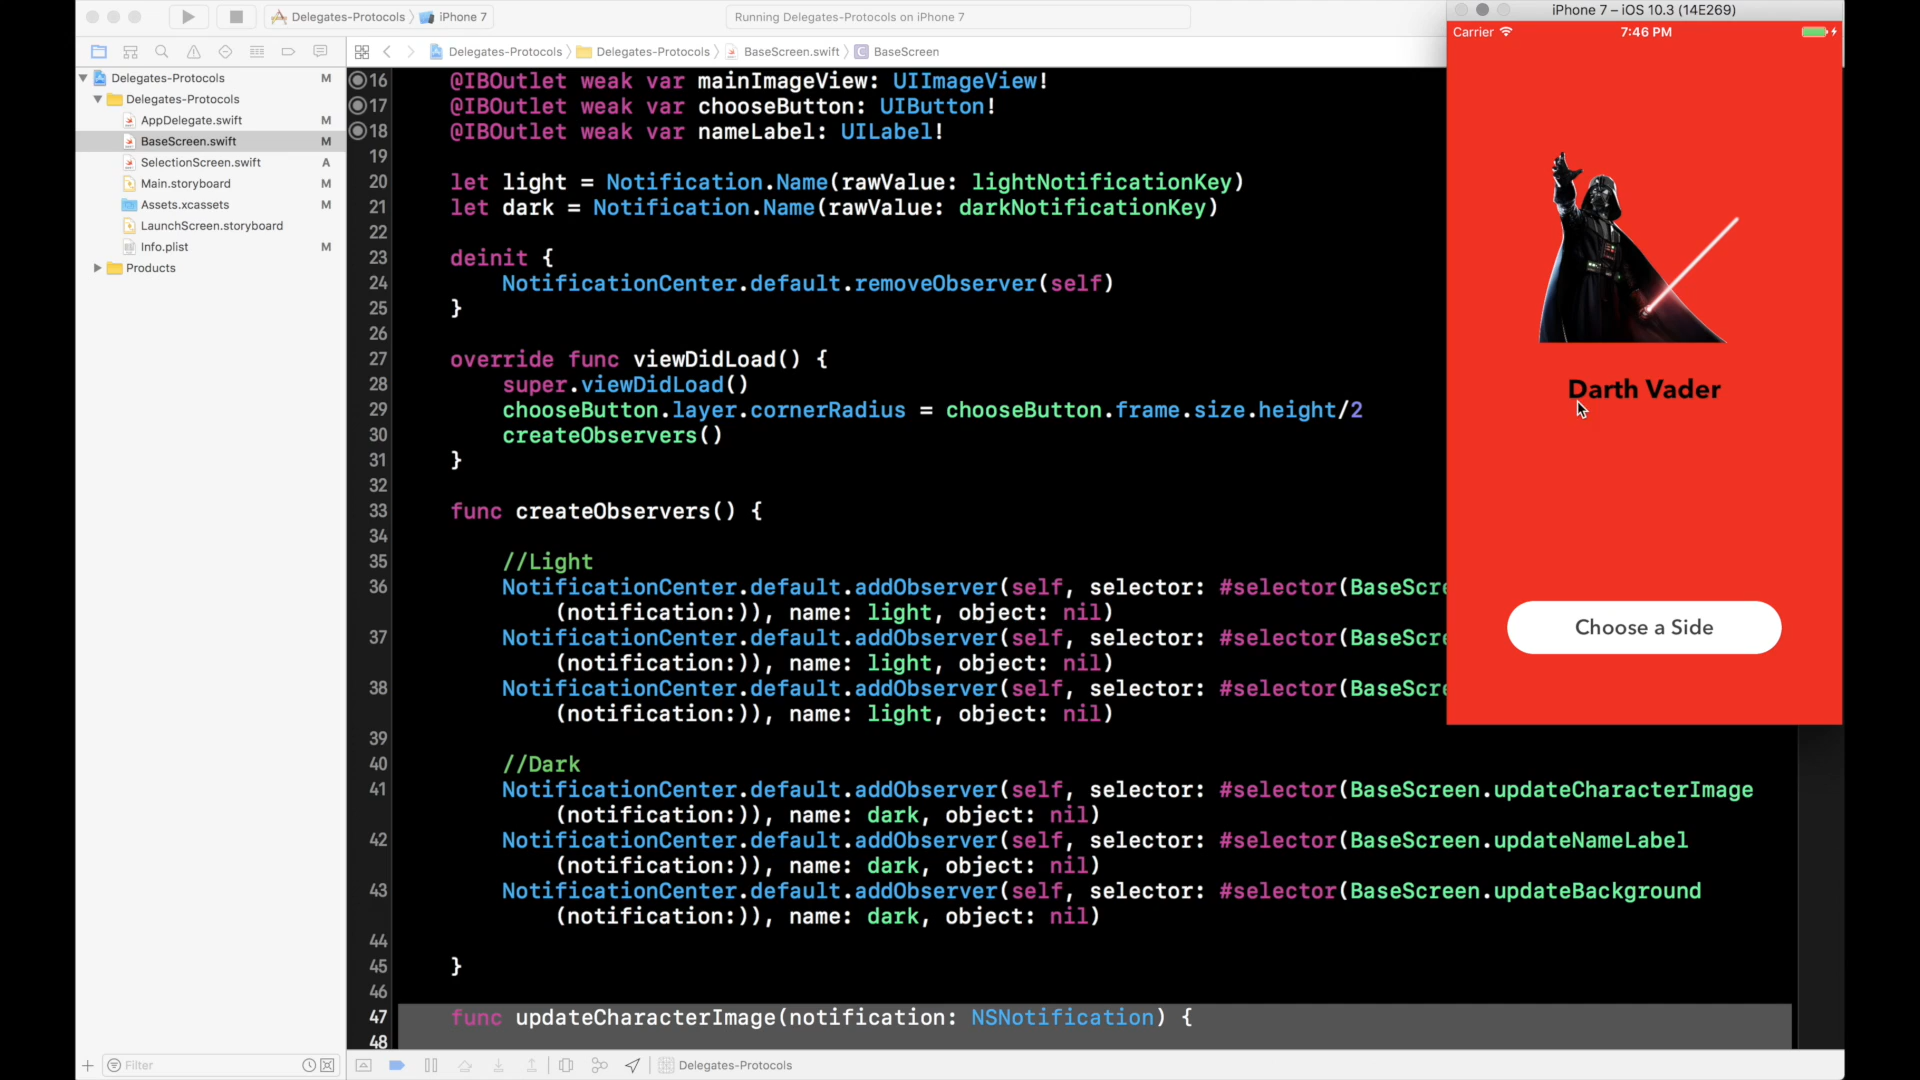 Delegates-Protocols
iPhone 7
Running Delegates-Protocols on iPhone 7
iPhone 7 – iOS 10.3 (14E269)
Delegates-Protocols
Delegates-Protocols
BaseScreen.swift
BaseScreen
Delegates-Protocols M
Delegates-Protocols
AppDelegate.swift M
BaseScreen.swift M
SelectionScreen.swift A
Main.storyboard M
Assets.xcassets M
LaunchScreen.storyboard
Info.plist M
Products
Filter
16 @IBOutlet weak var mainImageView: UIImageView!
17 @IBOutlet weak var chooseButton: UIButton!
18 @IBOutlet weak var nameLabel: UILabel!
19
20 let light = Notification.Name(rawValue: lightNotificationKey)
21 let dark = Notification.Name(rawValue: darkNotificationKey)
22
23 deinit {
24 NotificationCenter.default.removeObserver(self)
25 }
26
27 override func viewDidLoad() {
28 super.viewDidLoad()
29 chooseButton.layer.cornerRadius = chooseButton.frame.size.height/2
30 createObservers()
31 }
32
33 func createObservers() {
34
35 //Light
36 NotificationCenter.default.addObserver(self, selector: #selector(BaseScre
(notification:)), name: light, object: nil)
37 NotificationCenter.default.addObserver(self, selector: #selector(BaseScre
(notification:)), name: light, object: nil)
38 NotificationCenter.default.addObserver(self, selector: #selector(BaseScre
(notification:)), name: light, object: nil)
39
40 //Dark
41 NotificationCenter.default.addObserver(self, selector: #selector(BaseScreen.updateCharacterImage
(notification:)), name: dark, object: nil)
42 NotificationCenter.default.addObserver(self, selector: #selector(BaseScreen.updateNameLabel
(notification:)), name: dark, object: nil)
43 NotificationCenter.default.addObserver(self, selector: #selector(BaseScreen.updateBackground
(notification:)), name: dark, object: nil)
44
45 }
46
47 func updateCharacterImage(notification: NSNotification) {
48
Delegates-Protocols
Carrier
7:46 PM
Darth Vader
Choose a Side